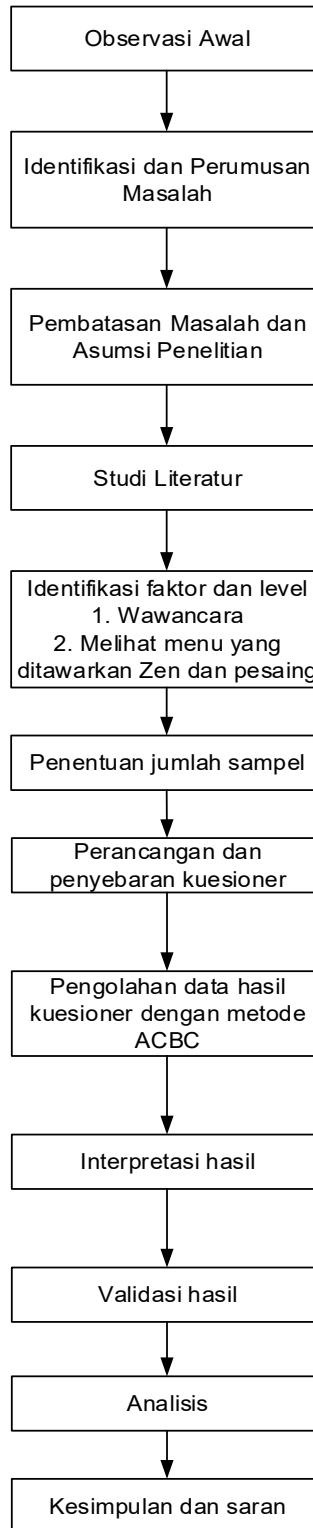 Observasi Awal
Identifikasi dan Perumusan
Masalah
Pembatasan Masalah dan
Asumsi Penelitian
Studi Literatur
Identifikasi faktor dan level
1. Wawancara
2. Melihat menu yang
ditawarkan Zen dan pesaing
Penentuan jumlah sampel
Perancangan dan
penyebaran kuesioner
Pengolahan data hasil
kuesioner dengan metode
ACBC
Interpretasi hasil
Validasi hasil
Analisis
Kesimpulan dan saran